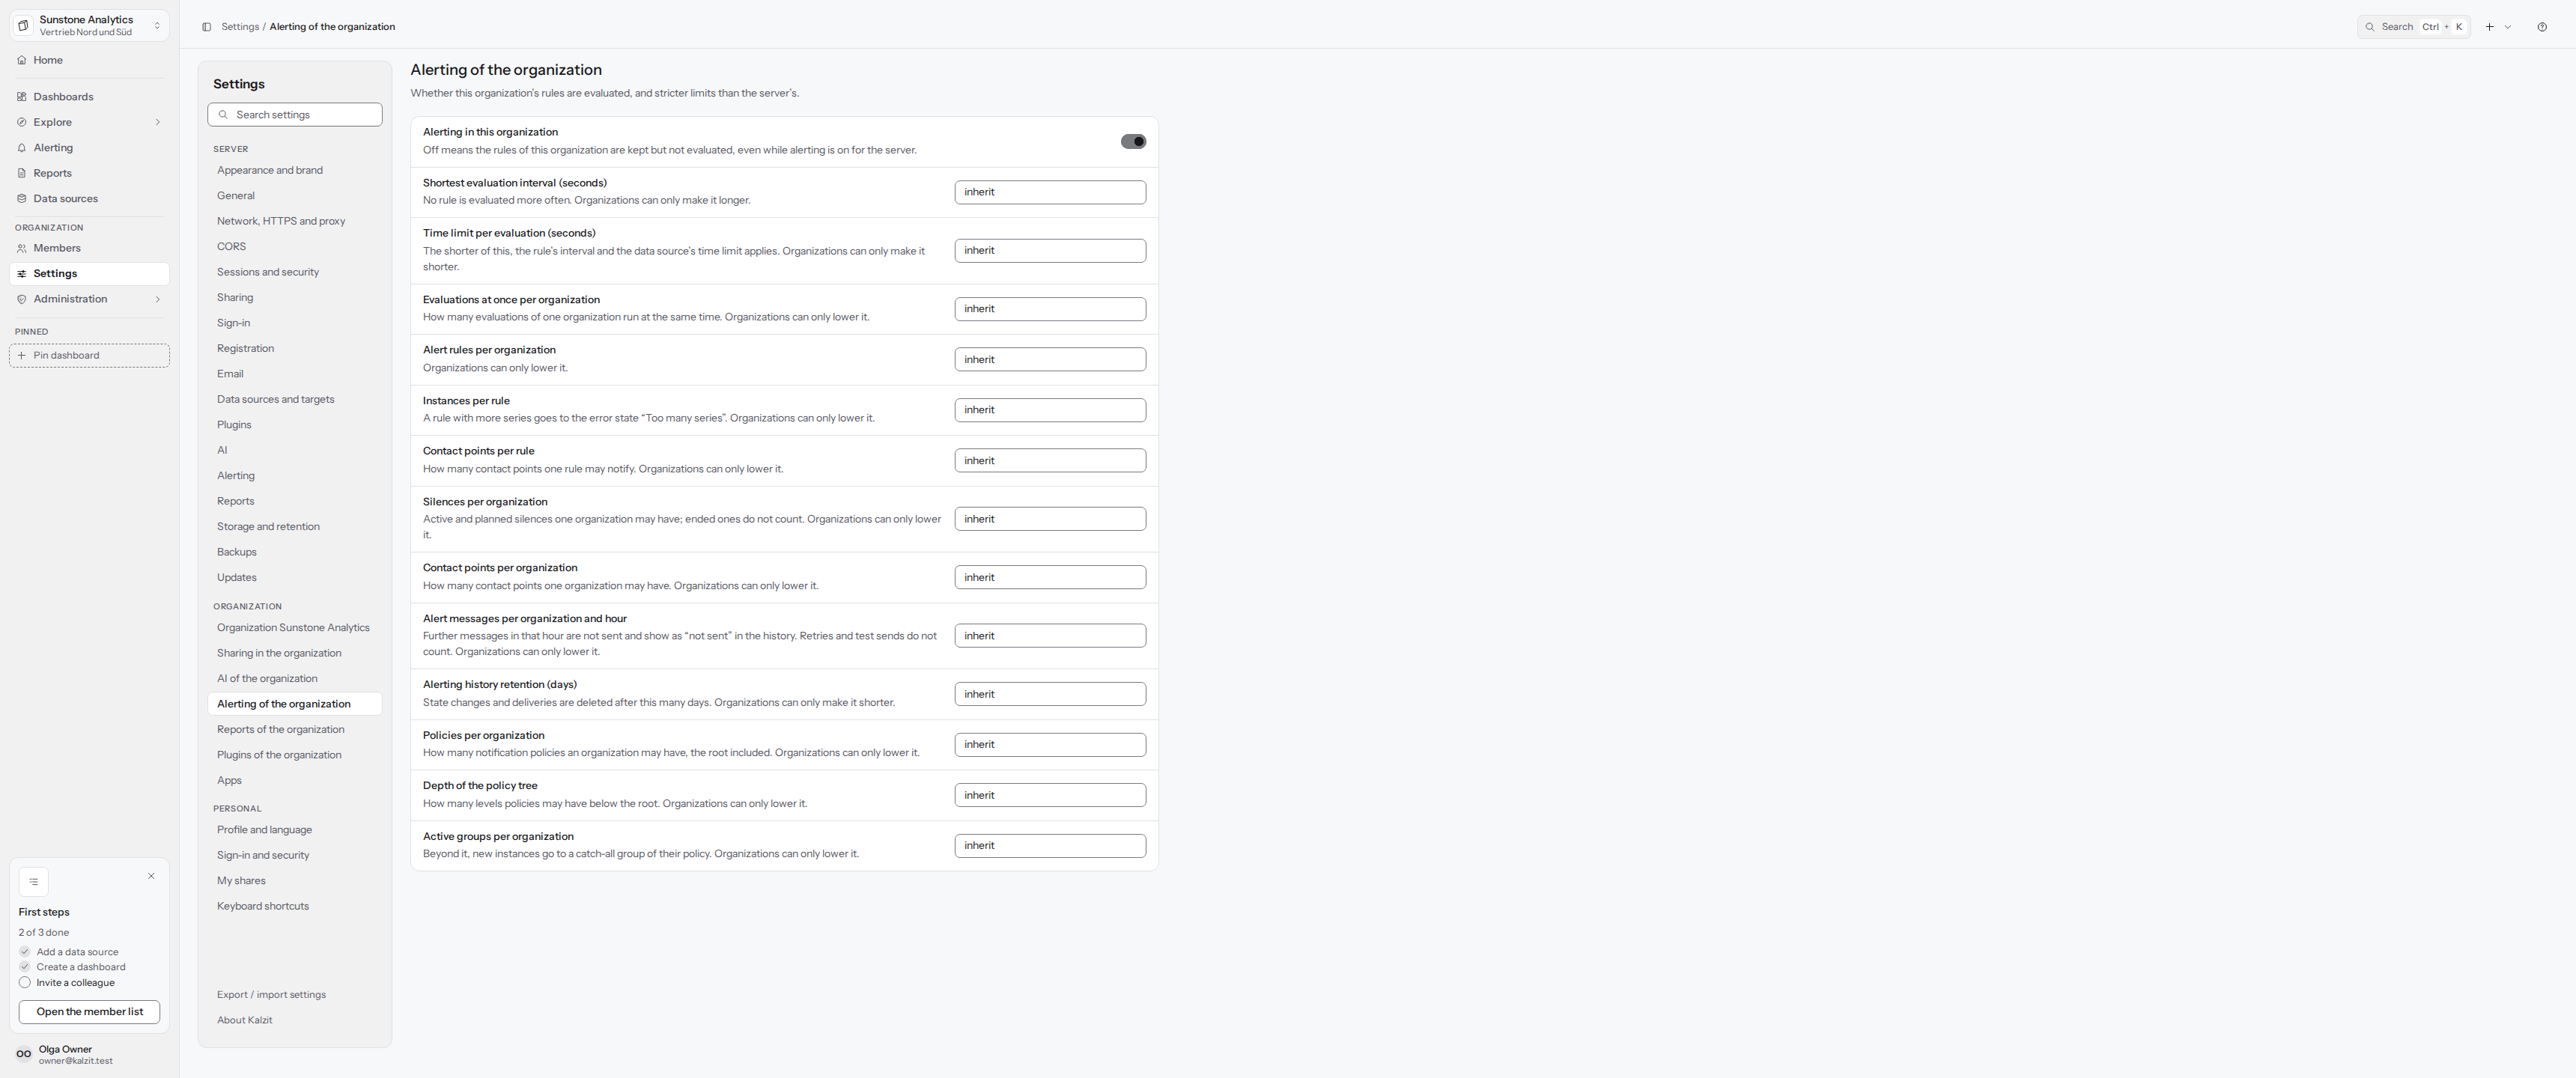 Sunstone Analytics
Vertrieb Nord und Süd
Home
Dashboards
Explore
Alerting
Reports
Data sources
ORGANIZATION
Members
Settings
Administration
PINNED
Pin dashboard
First steps
2 of 3 done
Add a data source
Create a dashboard
Invite a colleague
Open the member list
OO
Olga Owner
owner@kalzit.test
Settings / Alerting of the organization
Search Ctrl + K
Settings
Search settings
SERVER
Appearance and brand
General
Network, HTTPS and proxy
CORS
Sessions and security
Sharing
Sign-in
Registration
Email
Data sources and targets
Plugins
AI
Alerting
Reports
Storage and retention
Backups
Updates
ORGANIZATION
Organization Sunstone Analytics
Sharing in the organization
AI of the organization
Alerting of the organization
Reports of the organization
Plugins of the organization
Apps
PERSONAL
Profile and language
Sign-in and security
My shares
Keyboard shortcuts
Export / import settings
About Kalzit
Alerting of the organization
Whether this organization's rules are evaluated, and stricter limits than the server's.
Alerting in this organization
Off means the rules of this organization are kept but not evaluated, even while alerting is on for the server.
Shortest evaluation interval (seconds)
No rule is evaluated more often. Organizations can only make it longer.
inherit
Time limit per evaluation (seconds)
The shorter of this, the rule's interval and the data source's time limit applies. Organizations can only make it
shorter.
inherit
Evaluations at once per organization
How many evaluations of one organization run at the same time. Organizations can only lower it.
inherit
Alert rules per organization
Organizations can only lower it.
inherit
Instances per rule
A rule with more series goes to the error state “Too many series”. Organizations can only lower it.
inherit
Contact points per rule
How many contact points one rule may notify. Organizations can only lower it.
inherit
Silences per organization
Active and planned silences one organization may have; ended ones do not count. Organizations can only lower
it.
inherit
Contact points per organization
How many contact points one organization may have. Organizations can only lower it.
inherit
Alert messages per organization and hour
Further messages in that hour are not sent and show as “not sent” in the history. Retries and test sends do not
count. Organizations can only lower it.
inherit
Alerting history retention (days)
State changes and deliveries are deleted after this many days. Organizations can only make it shorter.
inherit
Policies per organization
How many notification policies an organization may have, the root included. Organizations can only lower it.
inherit
Depth of the policy tree
How many levels policies may have below the root. Organizations can only lower it.
inherit
Active groups per organization
Beyond it, new instances go to a catch-all group of their policy. Organizations can only lower it.
inherit